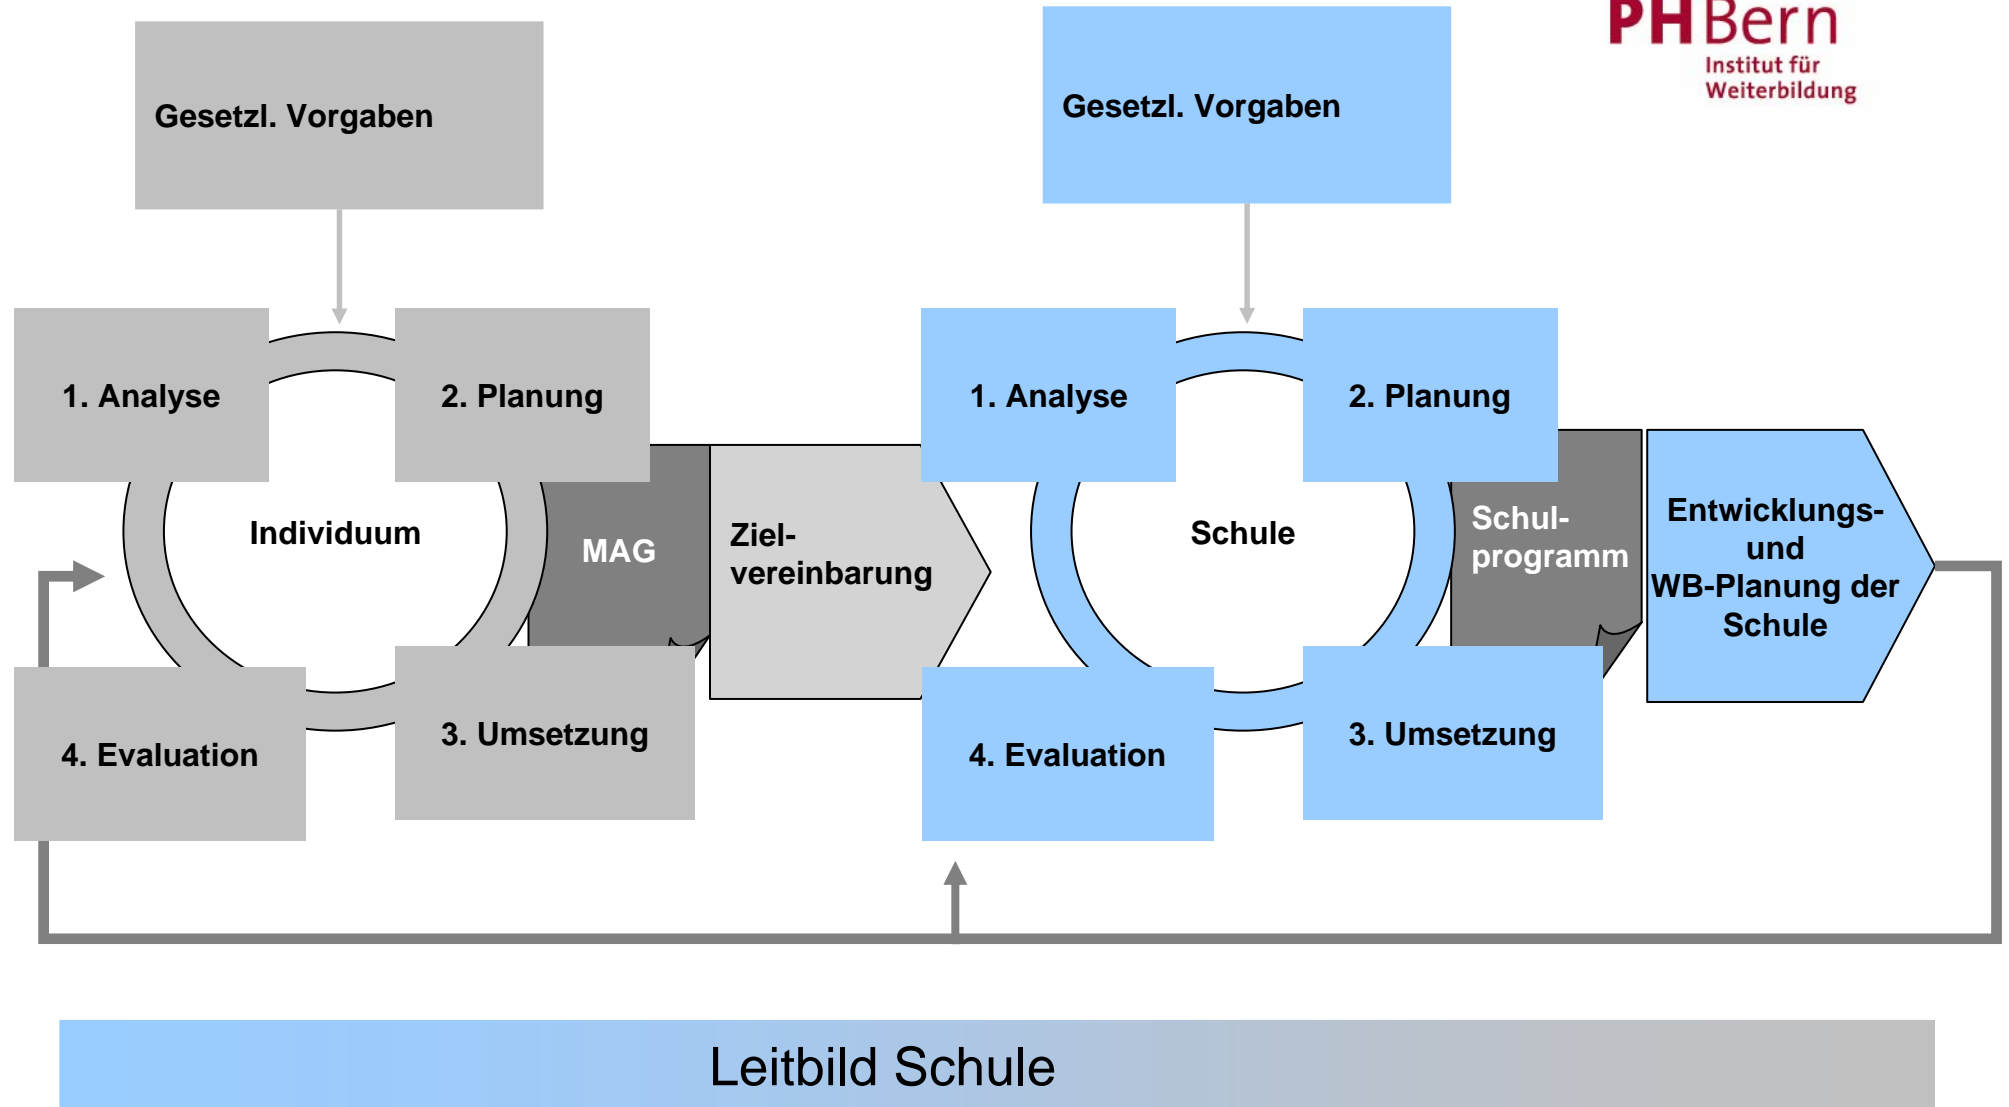 PHBern
Institut für
Weiterbildung
Gesetzl. Vorgaben
Gesetzl. Vorgaben
1. Analyse
2. Planung
Individuum
4. Evaluation
3. Umsetzung
MAG
Ziel-
vereinbarung
1. Analyse
2. Planung
Schule
4. Evaluation
3. Umsetzung
Schul-
programm
Entwicklungs-
und
WB-Planung der
Schule
Leitbild Schule